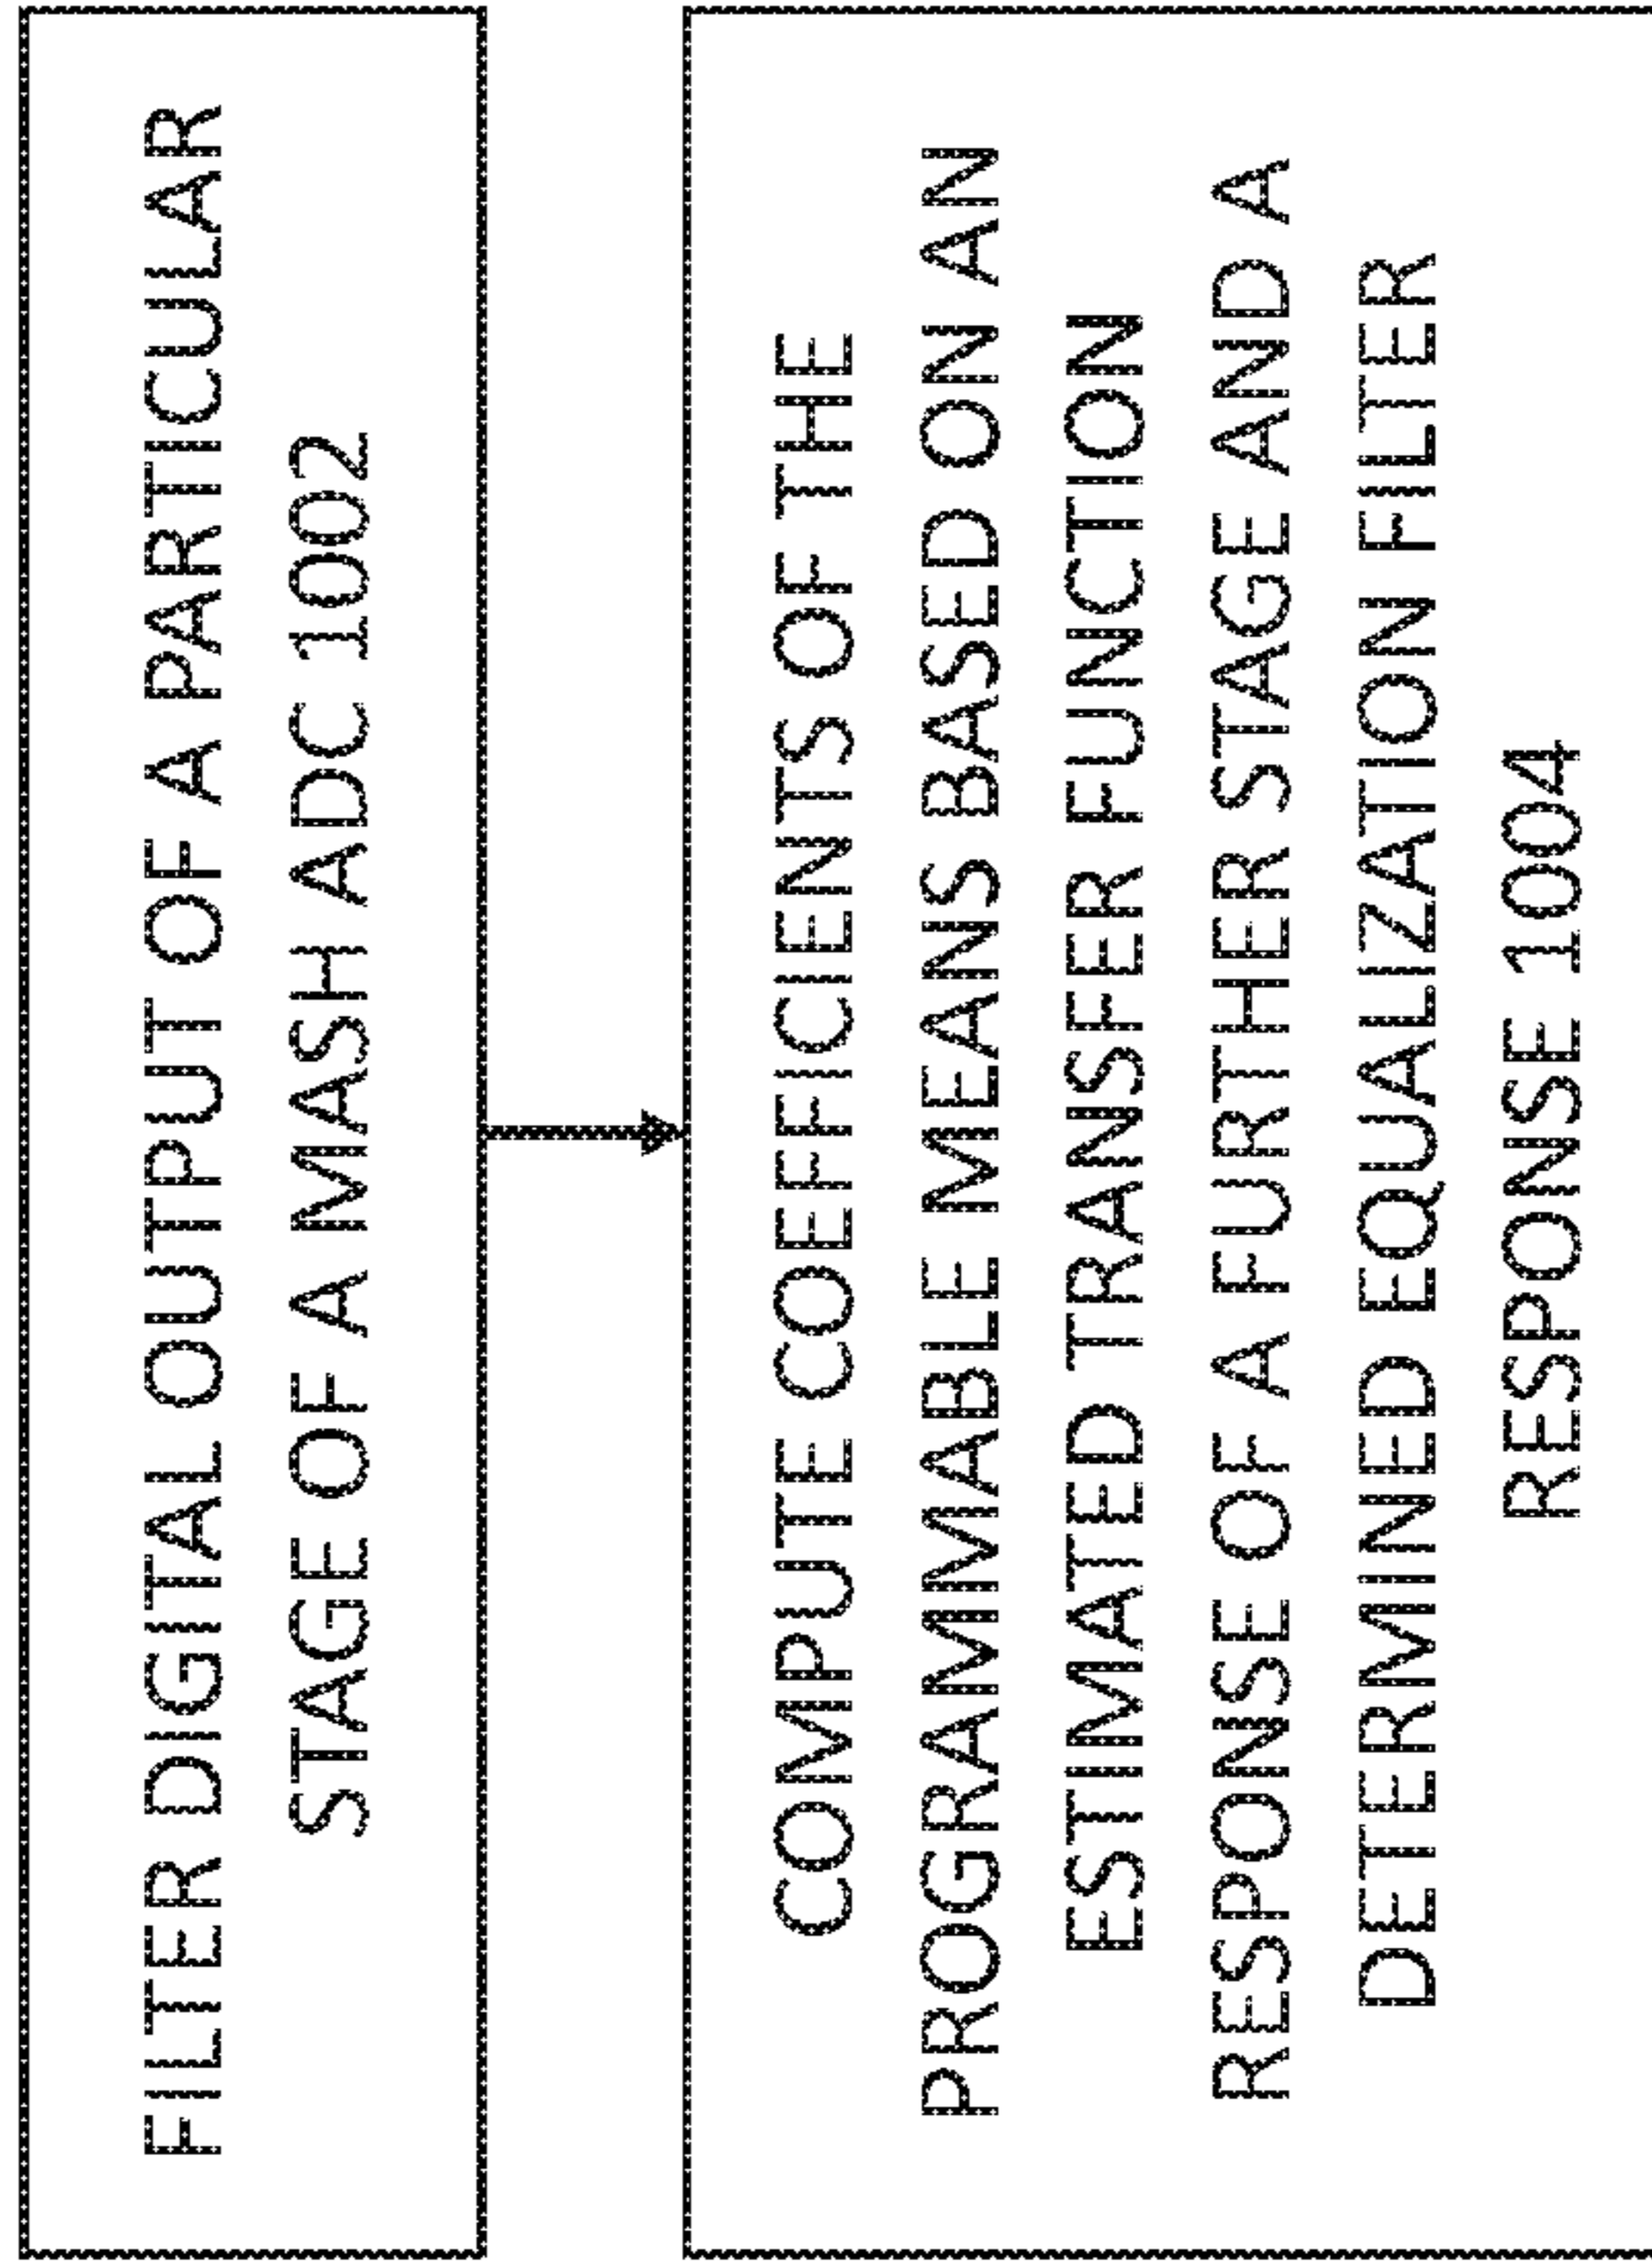 FILTER DIGITAL OUTPUT OF A PARTICULAR
STAGE OF A MASH ADC 1002
COMPUTE COEFFICIENTS OF THE
PROGRAMMABLE MEANS BASED ON AN
ESTIMATED TRANSFER FUNCTION
RESPONSE OF A FURTHER STAGE AND A
DETERMINED EQUALIZATION FILTER
RESPONSE 1004